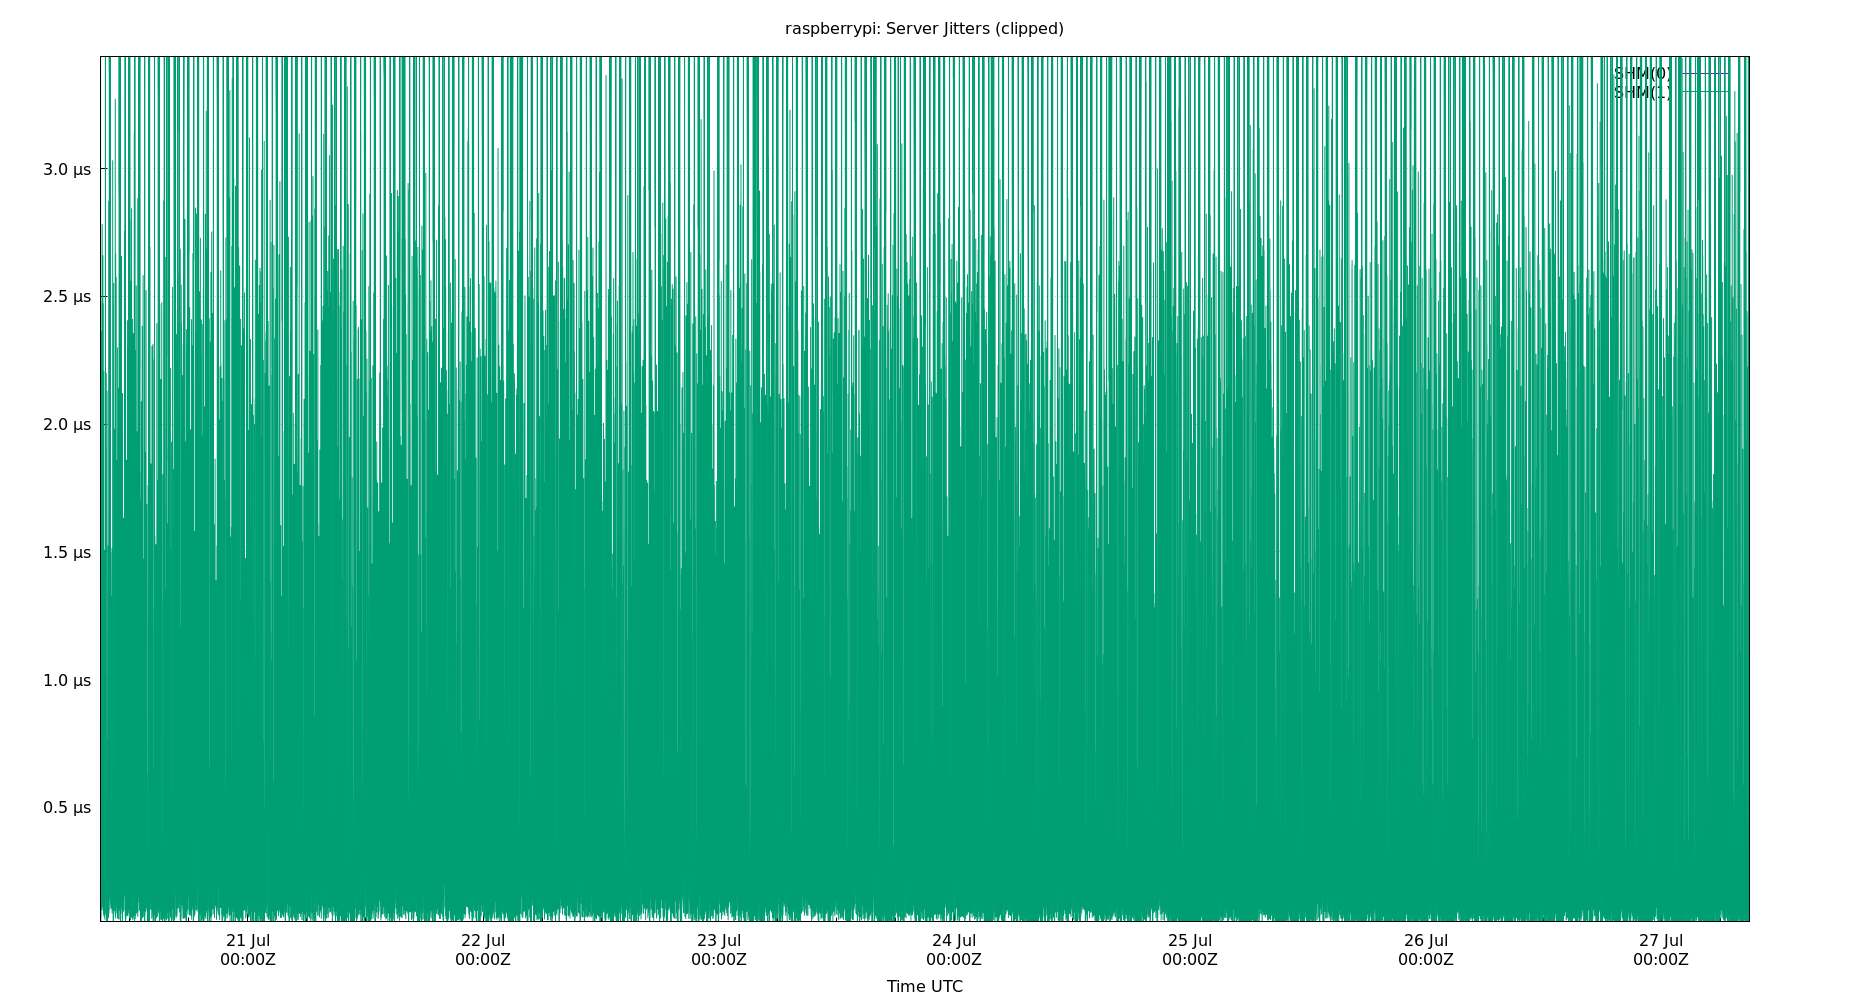 raspberrypi: Server Jitters (clipped)
SHM(0)
SHM(1)
3.0 μs
2.5 μs
2.0 μs
1.5 μs
1.0 μs
0.5 μs
21 Jul 22 Jul 23 Jul 24 Jul 25 Jul 26 Jul 27 Jul
00:00Z 00:00Z 00:00Z 00:00Z 00:00Z 00:00Z 00:00Z
Time UTC